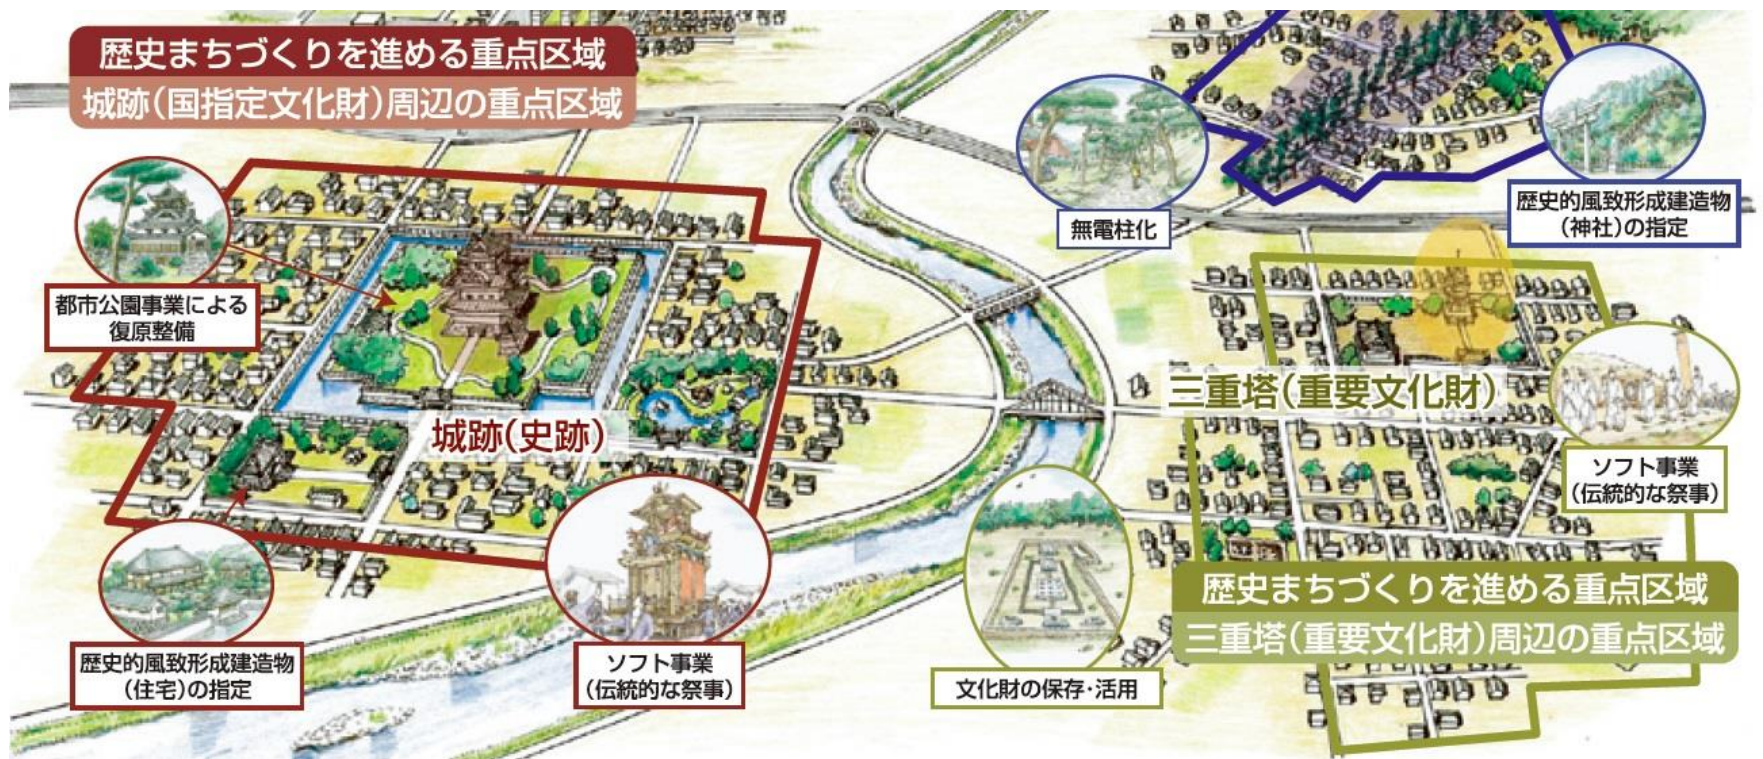 歴史まちづくりを進める重点区域
城跡(国指定文化財)周辺の重点区域
都市公園事業による
復原整備
城跡(史跡)
歴史的風致形成建造物
(住宅)の指定
ソフト事業
(伝統的な祭事)
無電柱化
歴史的風致形成建造物
(神社)の指定
三重塔(重要文化財)
ソフト事業
(伝統的な祭事)
文化財の保存・活用
歴史まちづくりを進める重点区域
三重塔(重要文化財)周辺の重点区域